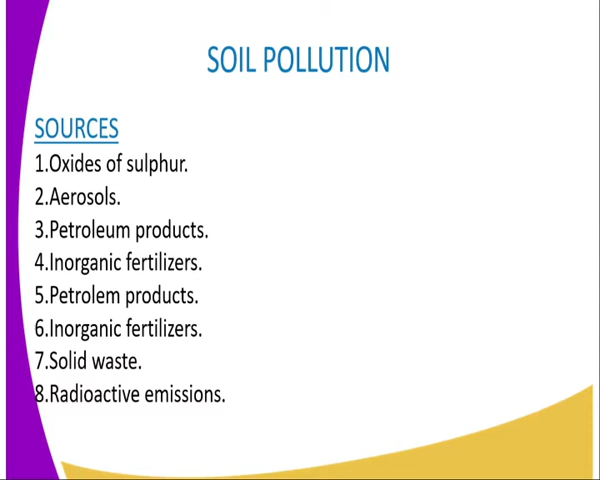 SOIL POLLUTION
SOURCES
1.Oxides of sulphur.
2.Aerosols.
3.Petroleum products.
4.Inorganic fertilizers.
5.Petrolem products.
6.Inorganic fertilizers.
7.Solid waste.
8.Radioactive emissions.